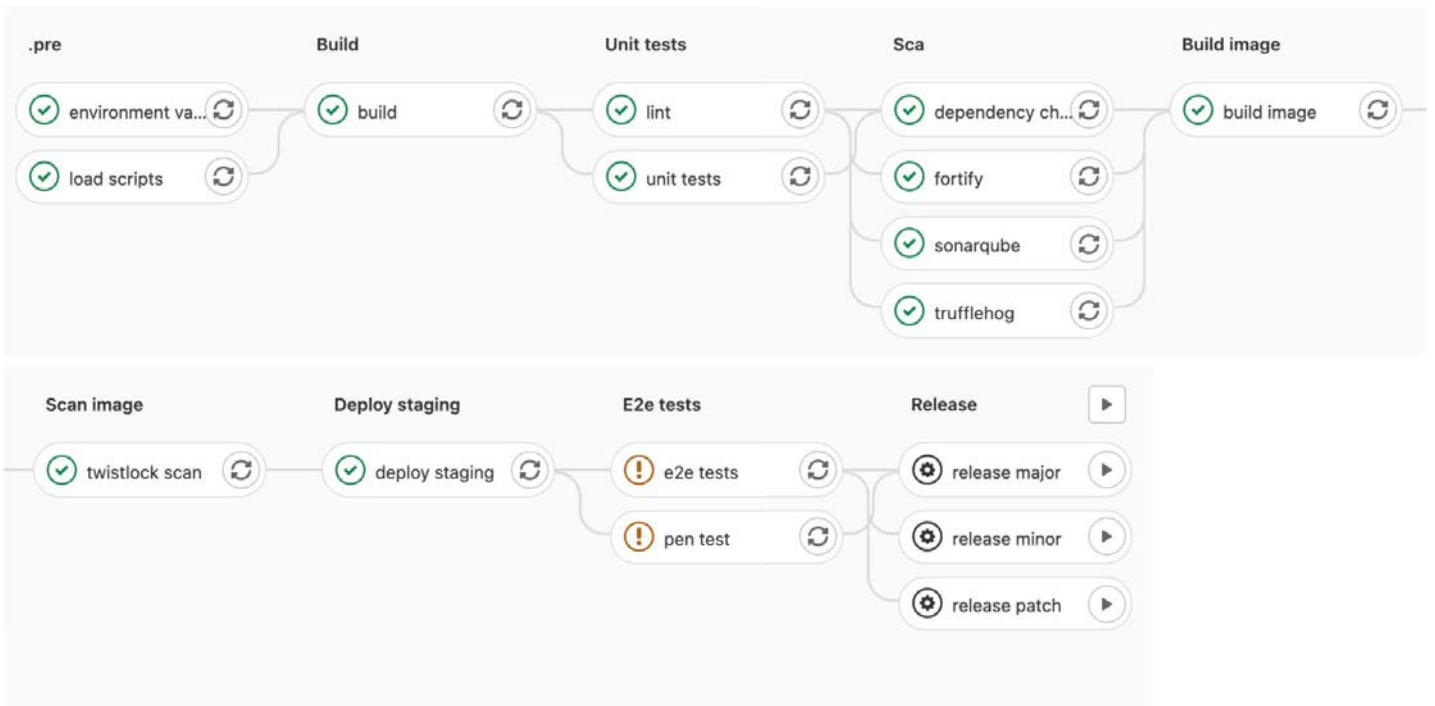 .pre
Build
Unit tests
Sca
Build image
environment va...
build
lint
dependency ch...
build image
load scripts
unit tests
fortify
sonarqube
trufflehog
Scan image
Deploy staging
E2e tests
Release
twistlock scan
deploy staging
e2e tests
release major
pen test
release minor
release patch